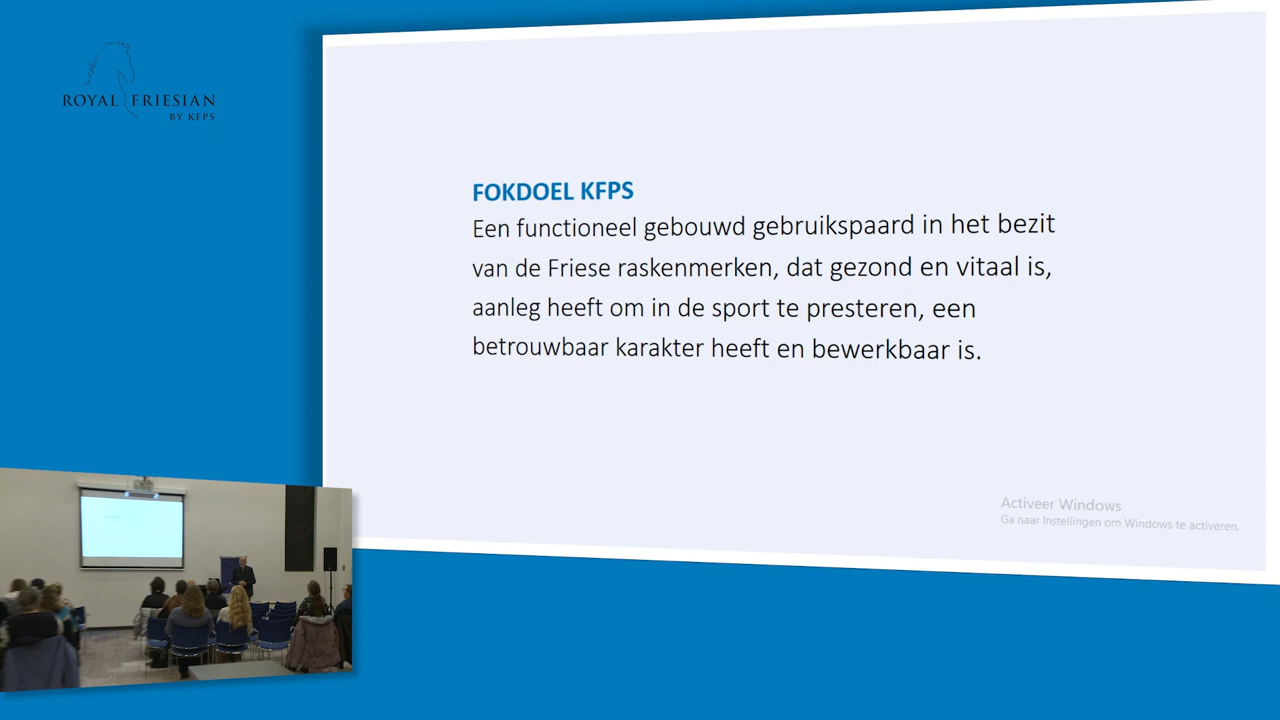 ROYAL FRIESIAN
BY KFPS
FOKDOEL KFPS
Een functioneel gebouwd gebruikspaard in het bezit
van de Friese raskenmerken, dat gezond en vitaal is,
aanleg heeft om in de sport te presteren, een
betrouwbaar karakter heeft en bewerkbaar is.
Activeer Windows
Ga naar Instellingen om Windows te activeren.